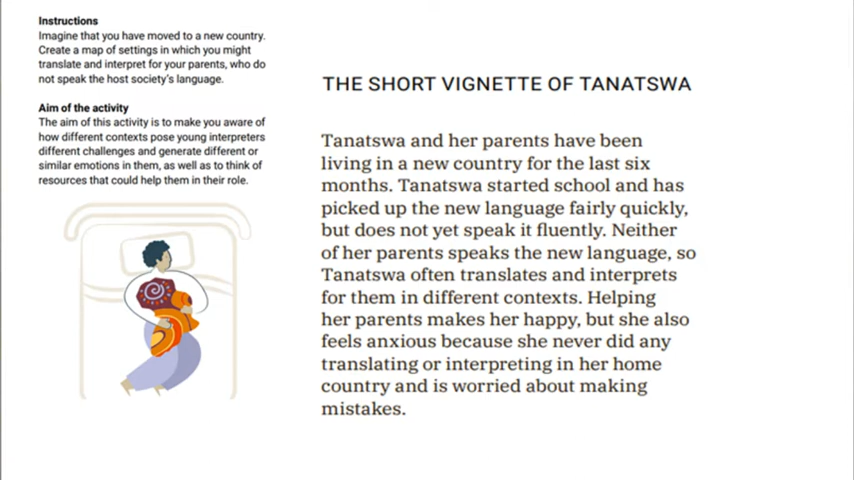 Instructions
Imagine that you have moved to a new country.
Create a map of settings in which you might
translate and interpret for your parents, who do
not speak the host society's language.
Aim of the activity
The aim of this activity is to make you aware of
how different contexts pose young interpreters
different challenges and generate different or
similar emotions in them, as well as to think of
resources that could help them in their role.
THE SHORT VIGNETTE OF TANATSWA
Tanatswa and her parents have been
living in a new country for the last six
months. Tanatswa started school and has
picked up the new language fairly quickly,
but does not yet speak it fluently. Neither
of her parents speaks the new language, so
Tanatswa often translates and interprets
for them in different contexts. Helping
her parents makes her happy, but she also
feels anxious because she never did any
translating or interpreting in her home
country and is worried about making
mistakes.